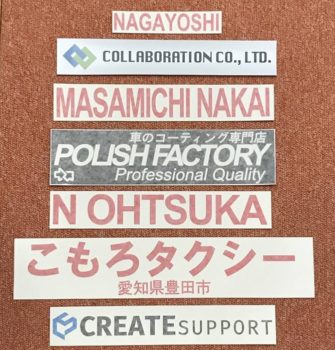 NAGAYOSHI
COLLABORATION CO., LTD.
MASAMICHI NAKAI
車のコーティング専門店
POLISH FACTORY
Professional Quality
N OHTSUKA
こもろタクシー
愛知県豊田市
CREATE SUPPORT